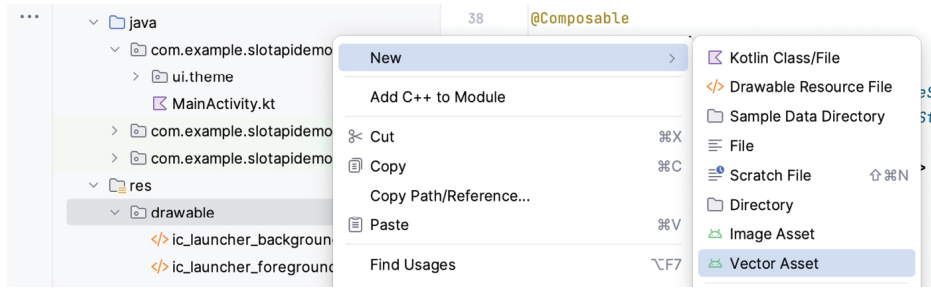 java
com.example.slotapidemo
ui.theme
MainActivity.kt
com.example.slotapidemo
com.example.slotapidemo
res
drawable
ic_launcher_background
ic_launcher_foreground
38 @Composable
New
Add C++ to Module
Cut ⌘X
Copy ⌘C
Copy Path/Reference...
Paste ⌘V
Find Usages ⌥F7
Kotlin Class/File
Drawable Resource File
Sample Data Directory
File
Scratch File ⇧⌘N
Directory
Image Asset
Vector Asset